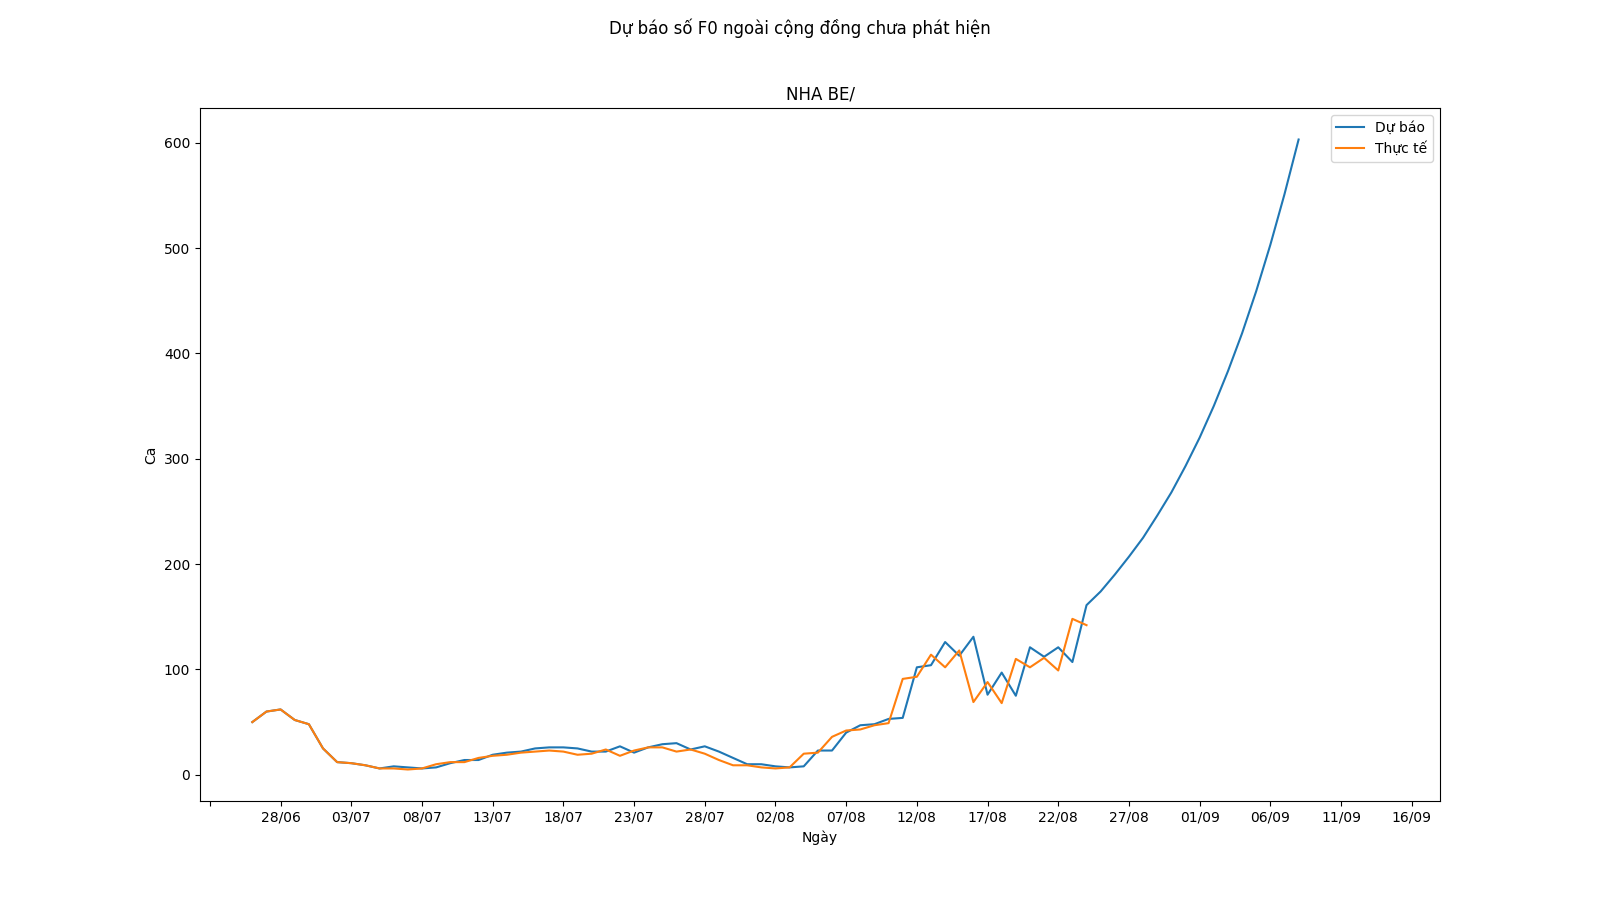 Dự báo số F0 ngoài cộng đồng chưa phát hiện
NHA BE/
Dự báo
Thực tế
600
500
400
300
200
100
0
Ca
28/06 03/07 08/07 13/07 18/07 23/07 28/07 02/08 07/08 12/08 17/08 22/08 27/08 01/09 06/09 11/09 16/09
Ngày